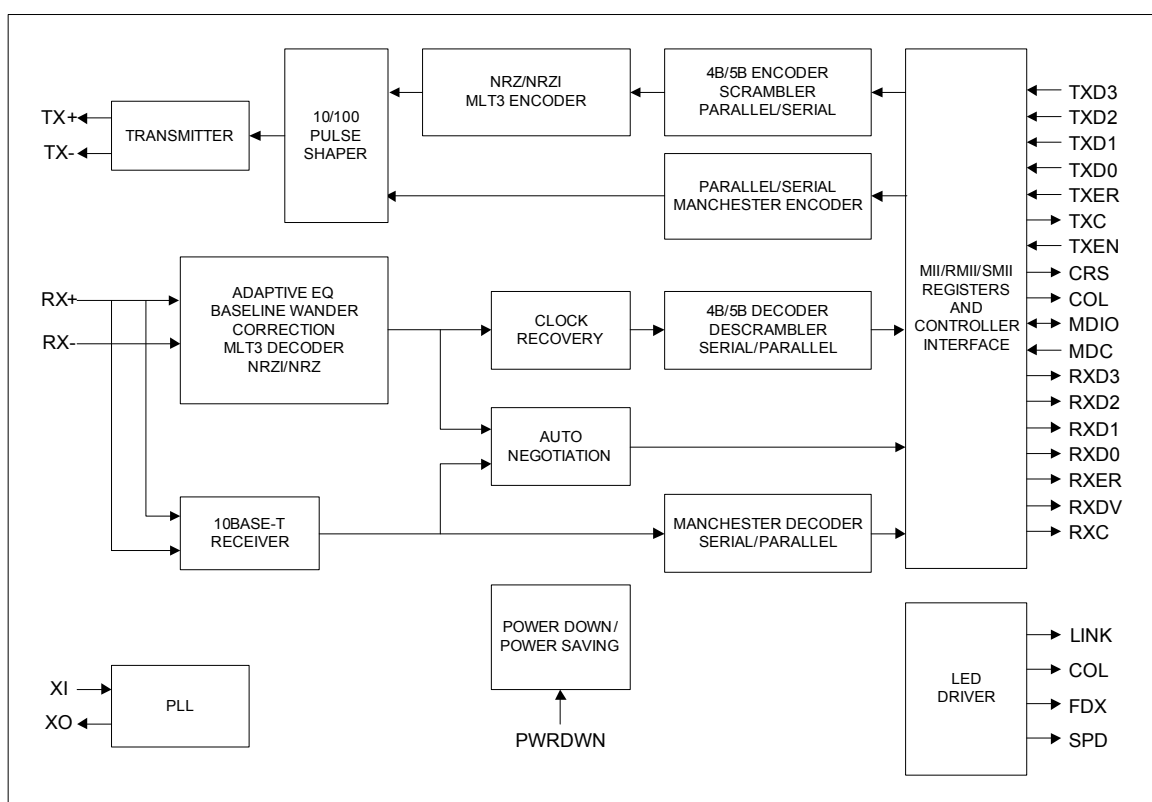 NRZ/NRZI
MLT3 ENCODER
4B/5B ENCODER
SCRAMBLER
PARALLEL/SERIAL
10/100
PULSE
SHAPER
TX+
TX-
TRANSMITTER
PARALLEL/SERIAL
MANCHESTER ENCODER
RX+
RX-
ADAPTIVE EQ
BASELINE WANDER
CORRECTION
MLT3 DECODER
NRZI/NRZ
CLOCK
RECOVERY
4B/5B DECODER
DESCRAMBLER
SERIAL/PARALLEL
AUTO
NEGOTIATION
10BASE-T
RECEIVER
MANCHESTER DECODER
SERIAL/PARALLEL
MII/RMII/SMII
REGISTERS
AND
CONTROLLER
INTERFACE
TXD3
TXD2
TXD1
TXD0
TXER
TXC
TXEN
CRS
COL
MDIO
MDC
RXD3
RXD2
RXD1
RXD0
RXER
RXDV
RXC
POWER DOWN/
POWER SAVING
PWRDWN
XI
XO
PLL
LED
DRIVER
LINK
COL
FDX
SPD